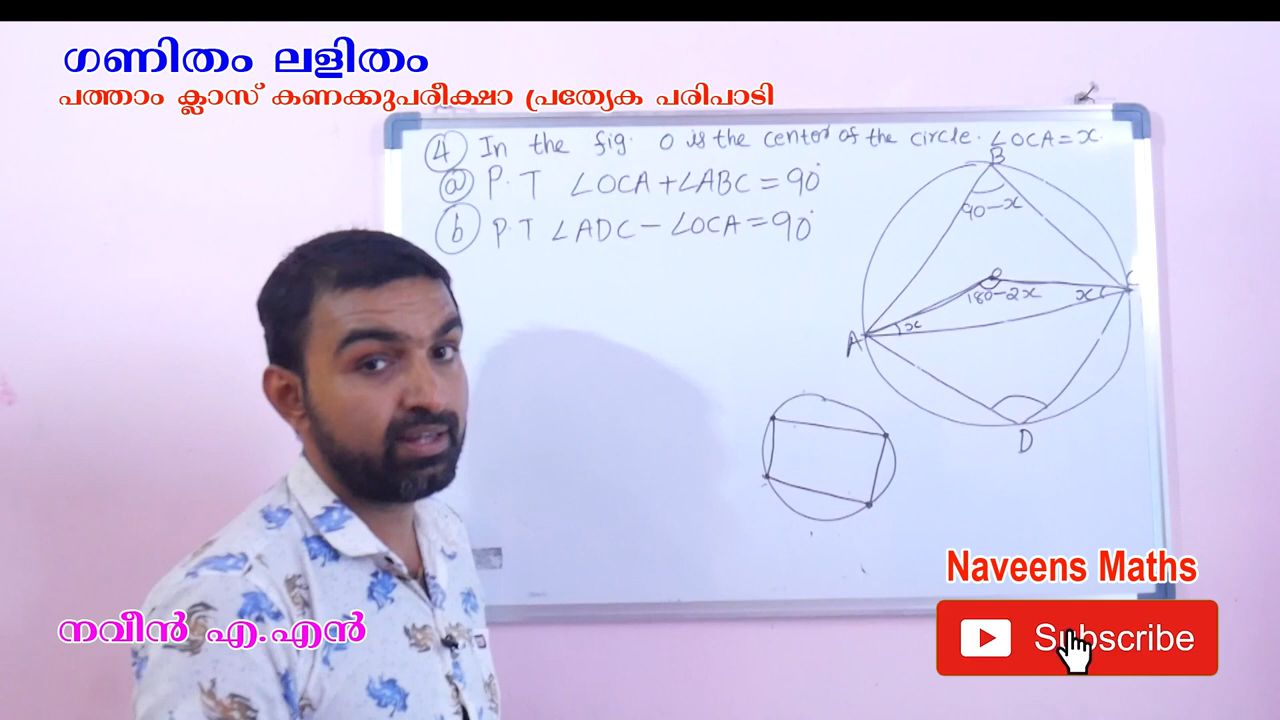 ഗണിതം ലളിതം
പത്താം ക്ലാസ് കണക്കുപരീക്ഷാ പ്രത്യേക പരിപാടി
4 In the fig. O is the center of the circle. ∠OCA = x.
a P.T ∠OCA + ∠ABC = 90°
b P.T ∠ADC − ∠OCA = 90°
B
90 − x
O
180 − 2x
x
C
x
A
D
Naveens Maths
നവീൻ എ.എൻ
Subscribe